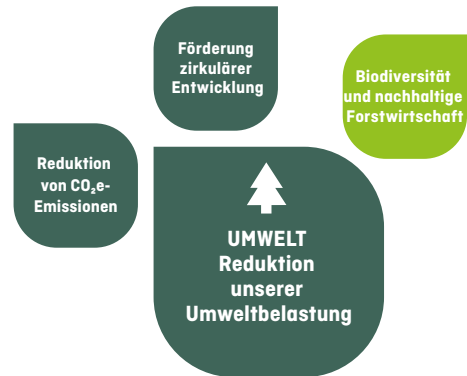 Förderung
zirkulärer
Entwicklung
Biodiversität
und nachhaltige
Forstwirtschaft
Reduktion
von CO₂e-
Emissionen
UMWELT
Reduktion
unserer
Umweltbelastung